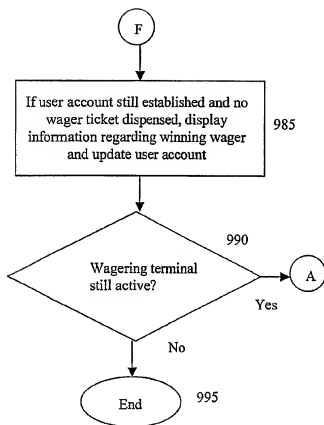 F
If user account still established and no
wager ticket dispensed, display
information regarding winning wager
and update user account
985
990
Wagering terminal
still active?
A
Yes
No
End
995